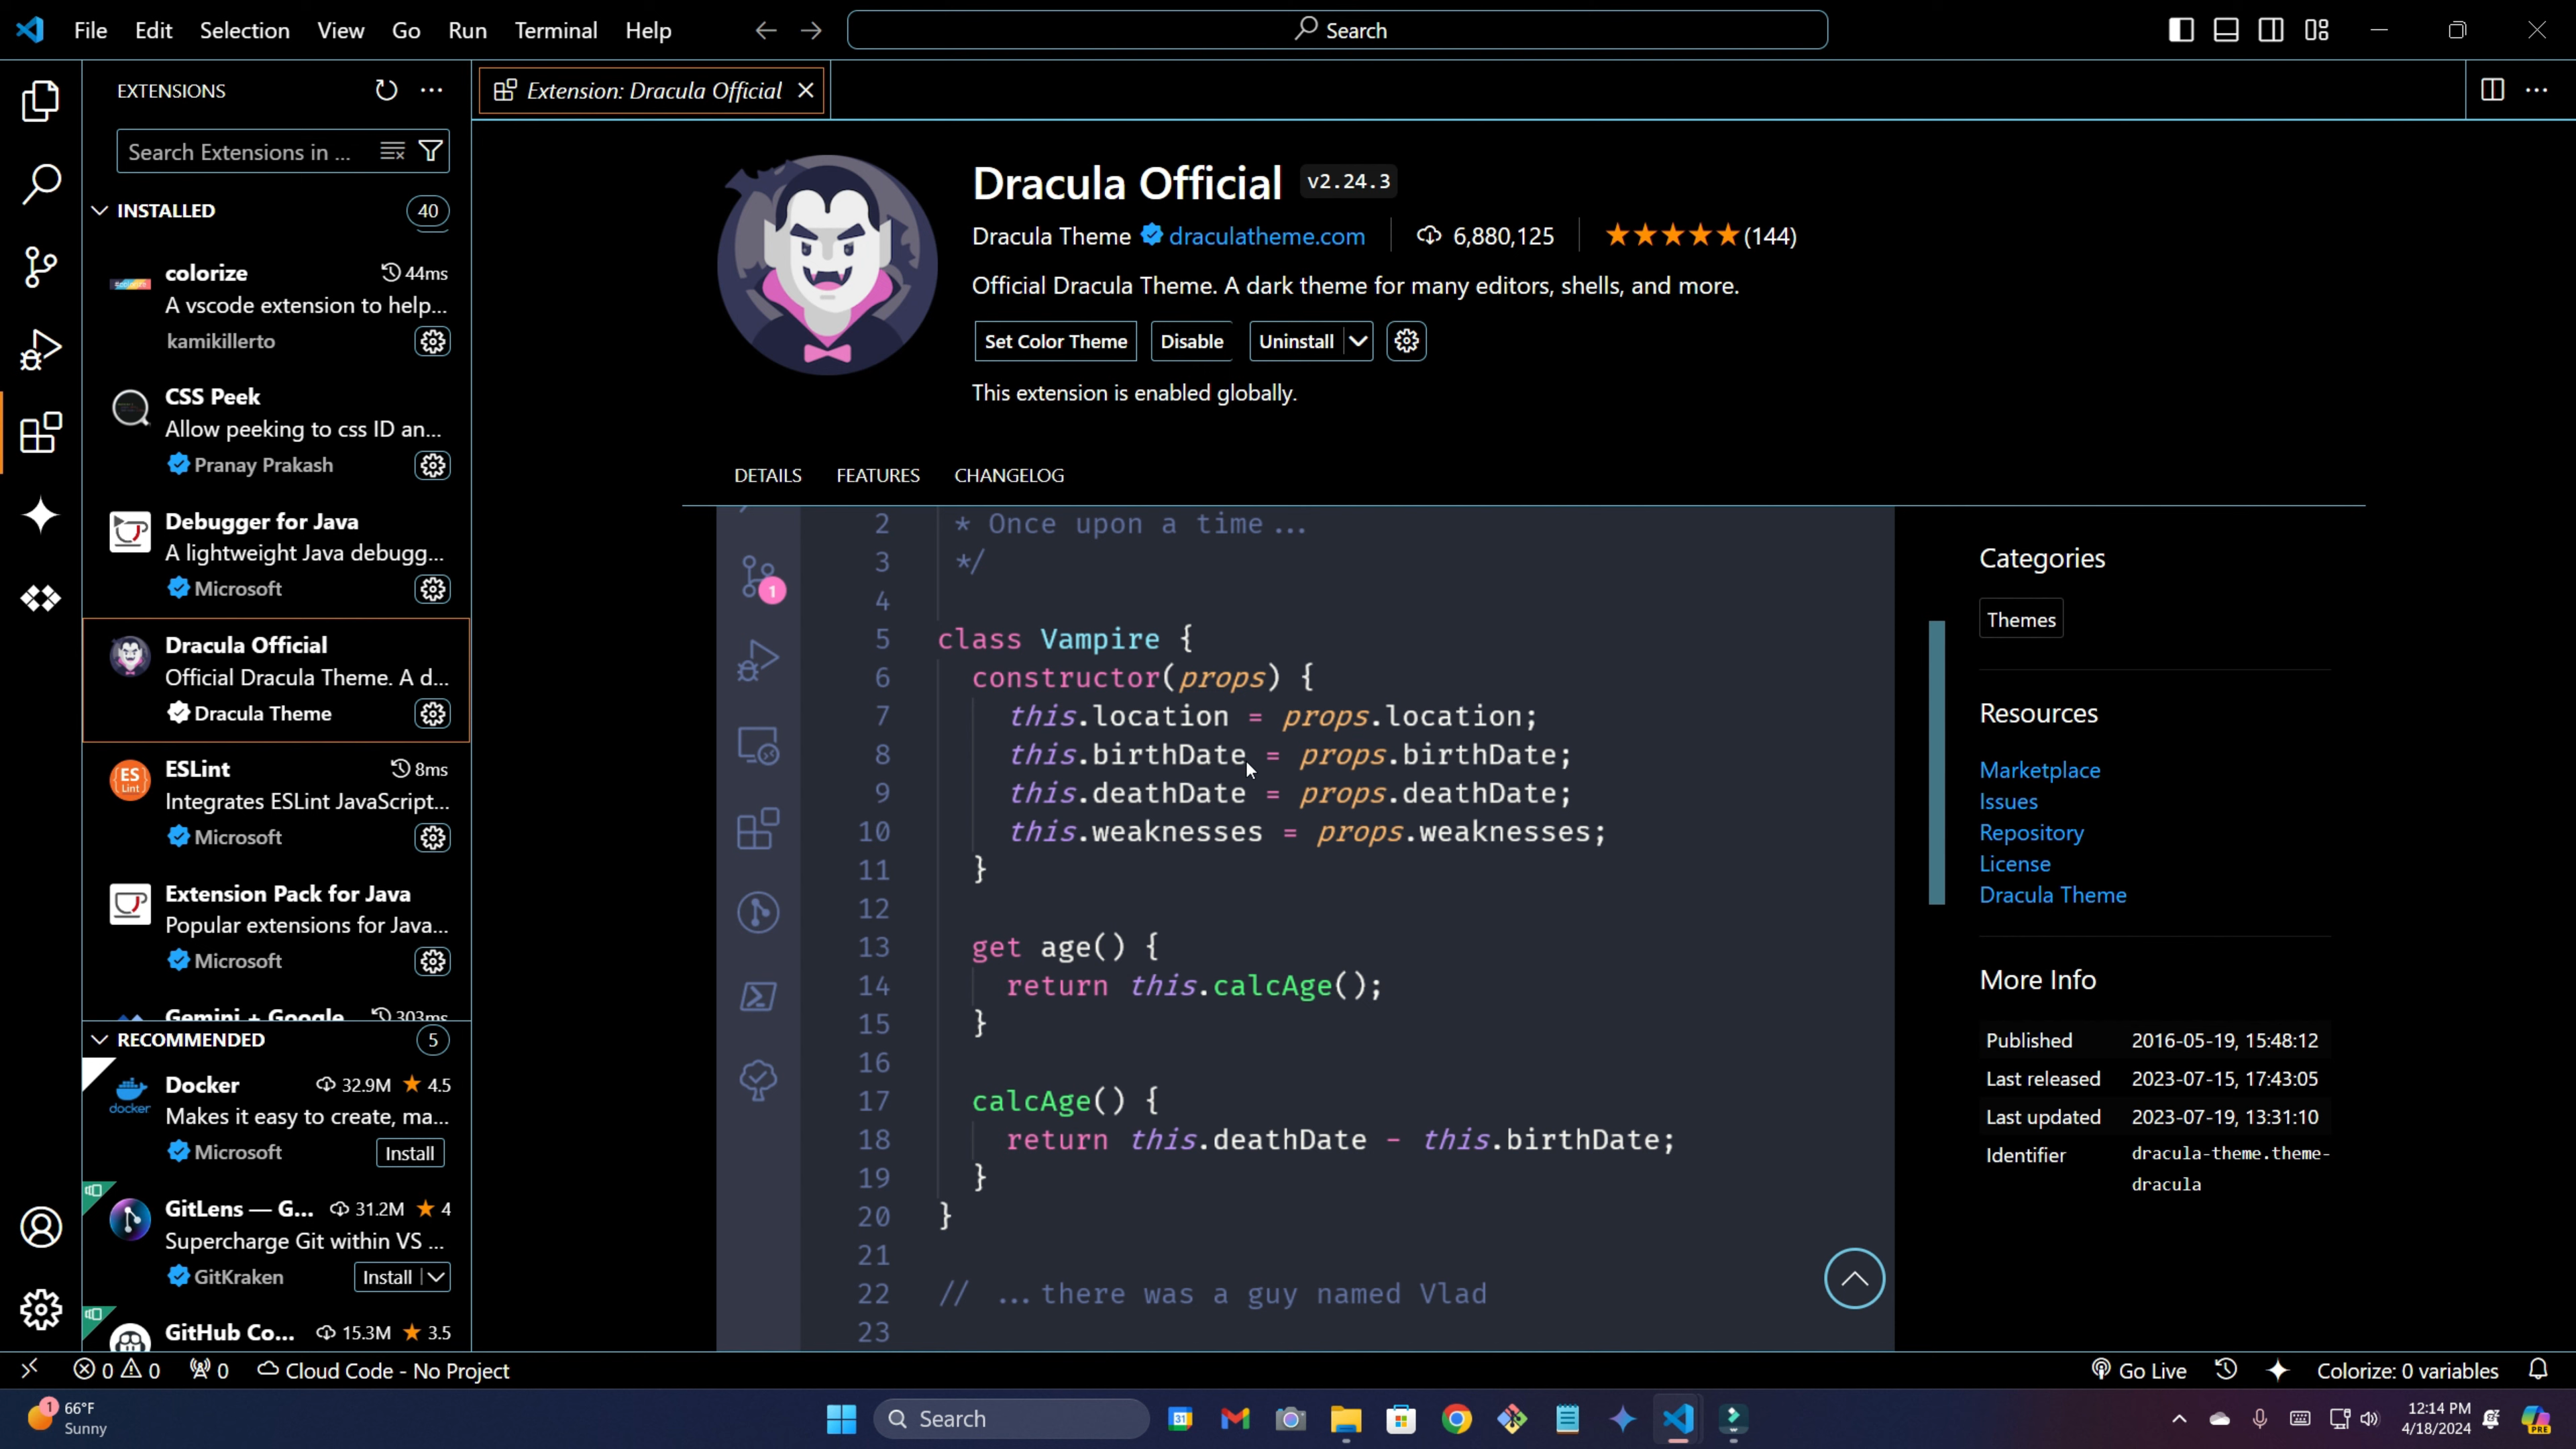 File Edit Selection View Go Run Terminal Help
Search
EXTENSIONS
Extension: Dracula Official
Search Extensions in ...
INSTALLED 40
colorize 44ms
A vscode extension to help...
kamikillerto
CSS Peek
Allow peeking to css ID an...
Pranay Prakash
Debugger for Java
A lightweight Java debugg...
Microsoft
Dracula Official
Official Dracula Theme. A d...
Dracula Theme
ESLint 8ms
Integrates ESLint JavaScript...
Microsoft
Extension Pack for Java
Popular extensions for Java...
Microsoft
Gemini + Google 303ms
RECOMMENDED 5
Docker 32.9M 4.5
Makes it easy to create, ma...
Microsoft Install
GitLens — G... 31.2M 4
Supercharge Git within VS ...
GitKraken Install
GitHub Co... 15.3M 3.5
Dracula Official v2.24.3
Dracula Theme draculatheme.com 6,880,125 (144)
Official Dracula Theme. A dark theme for many editors, shells, and more.
Set Color Theme Disable Uninstall
This extension is enabled globally.
DETAILS FEATURES CHANGELOG
1
2 * Once upon a time ...
3 */
4
5 class Vampire {
6 constructor(props) {
7 this.location = props.location;
8 this.birthDate = props.birthDate;
9 this.deathDate = props.deathDate;
10 this.weaknesses = props.weaknesses;
11 }
12
13 get age() {
14 return this.calcAge();
15 }
16
17 calcAge() {
18 return this.deathDate - this.birthDate;
19 }
20 }
21
22 // ...there was a guy named Vlad
23
Categories
Themes
Resources
Marketplace
Issues
Repository
License
Dracula Theme
More Info
Published 2016-05-19, 15:48:12
Last released 2023-07-15, 17:43:05
Last updated 2023-07-19, 13:31:10
Identifier dracula-theme.theme-
dracula
0 0 0 Cloud Code - No Project
Go Live Colorize: 0 variables
1 66°F
Sunny
Search
31
12:14 PM
4/18/2024
PRE
ES
Lint
docker